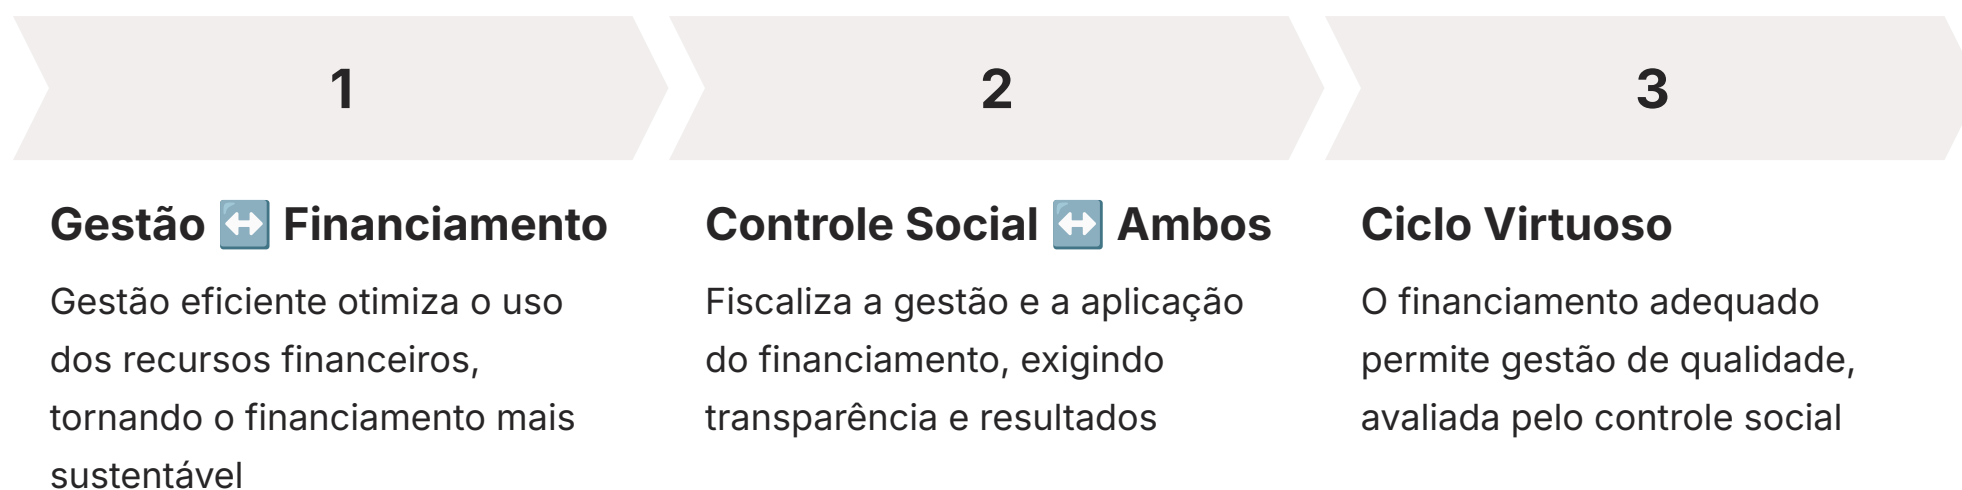 1
2
3
Gestão ↔️ Financiamento
Gestão eficiente otimiza o uso
dos recursos financeiros,
tornando o financiamento mais
sustentável
Controle Social ↔️ Ambos
Fiscaliza a gestão e a aplicação
do financiamento, exigindo
transparência e resultados
Ciclo Virtuoso
O financiamento adequado
permite gestão de qualidade,
avaliada pelo controle social